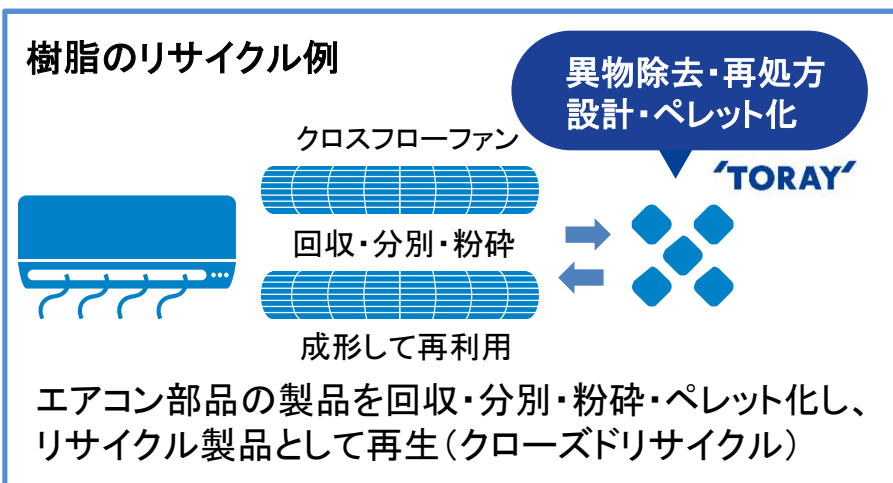 樹脂のリサイクル例
異物除去・再処方
設計・ペレット化
クロスフローファン
'TORAY'
回収・分別・粉砕
成形して再利用
エアコン部品の製品を回収・分別・粉砕・ペレット化し、
リサイクル製品として再生(クローズドリサイクル)